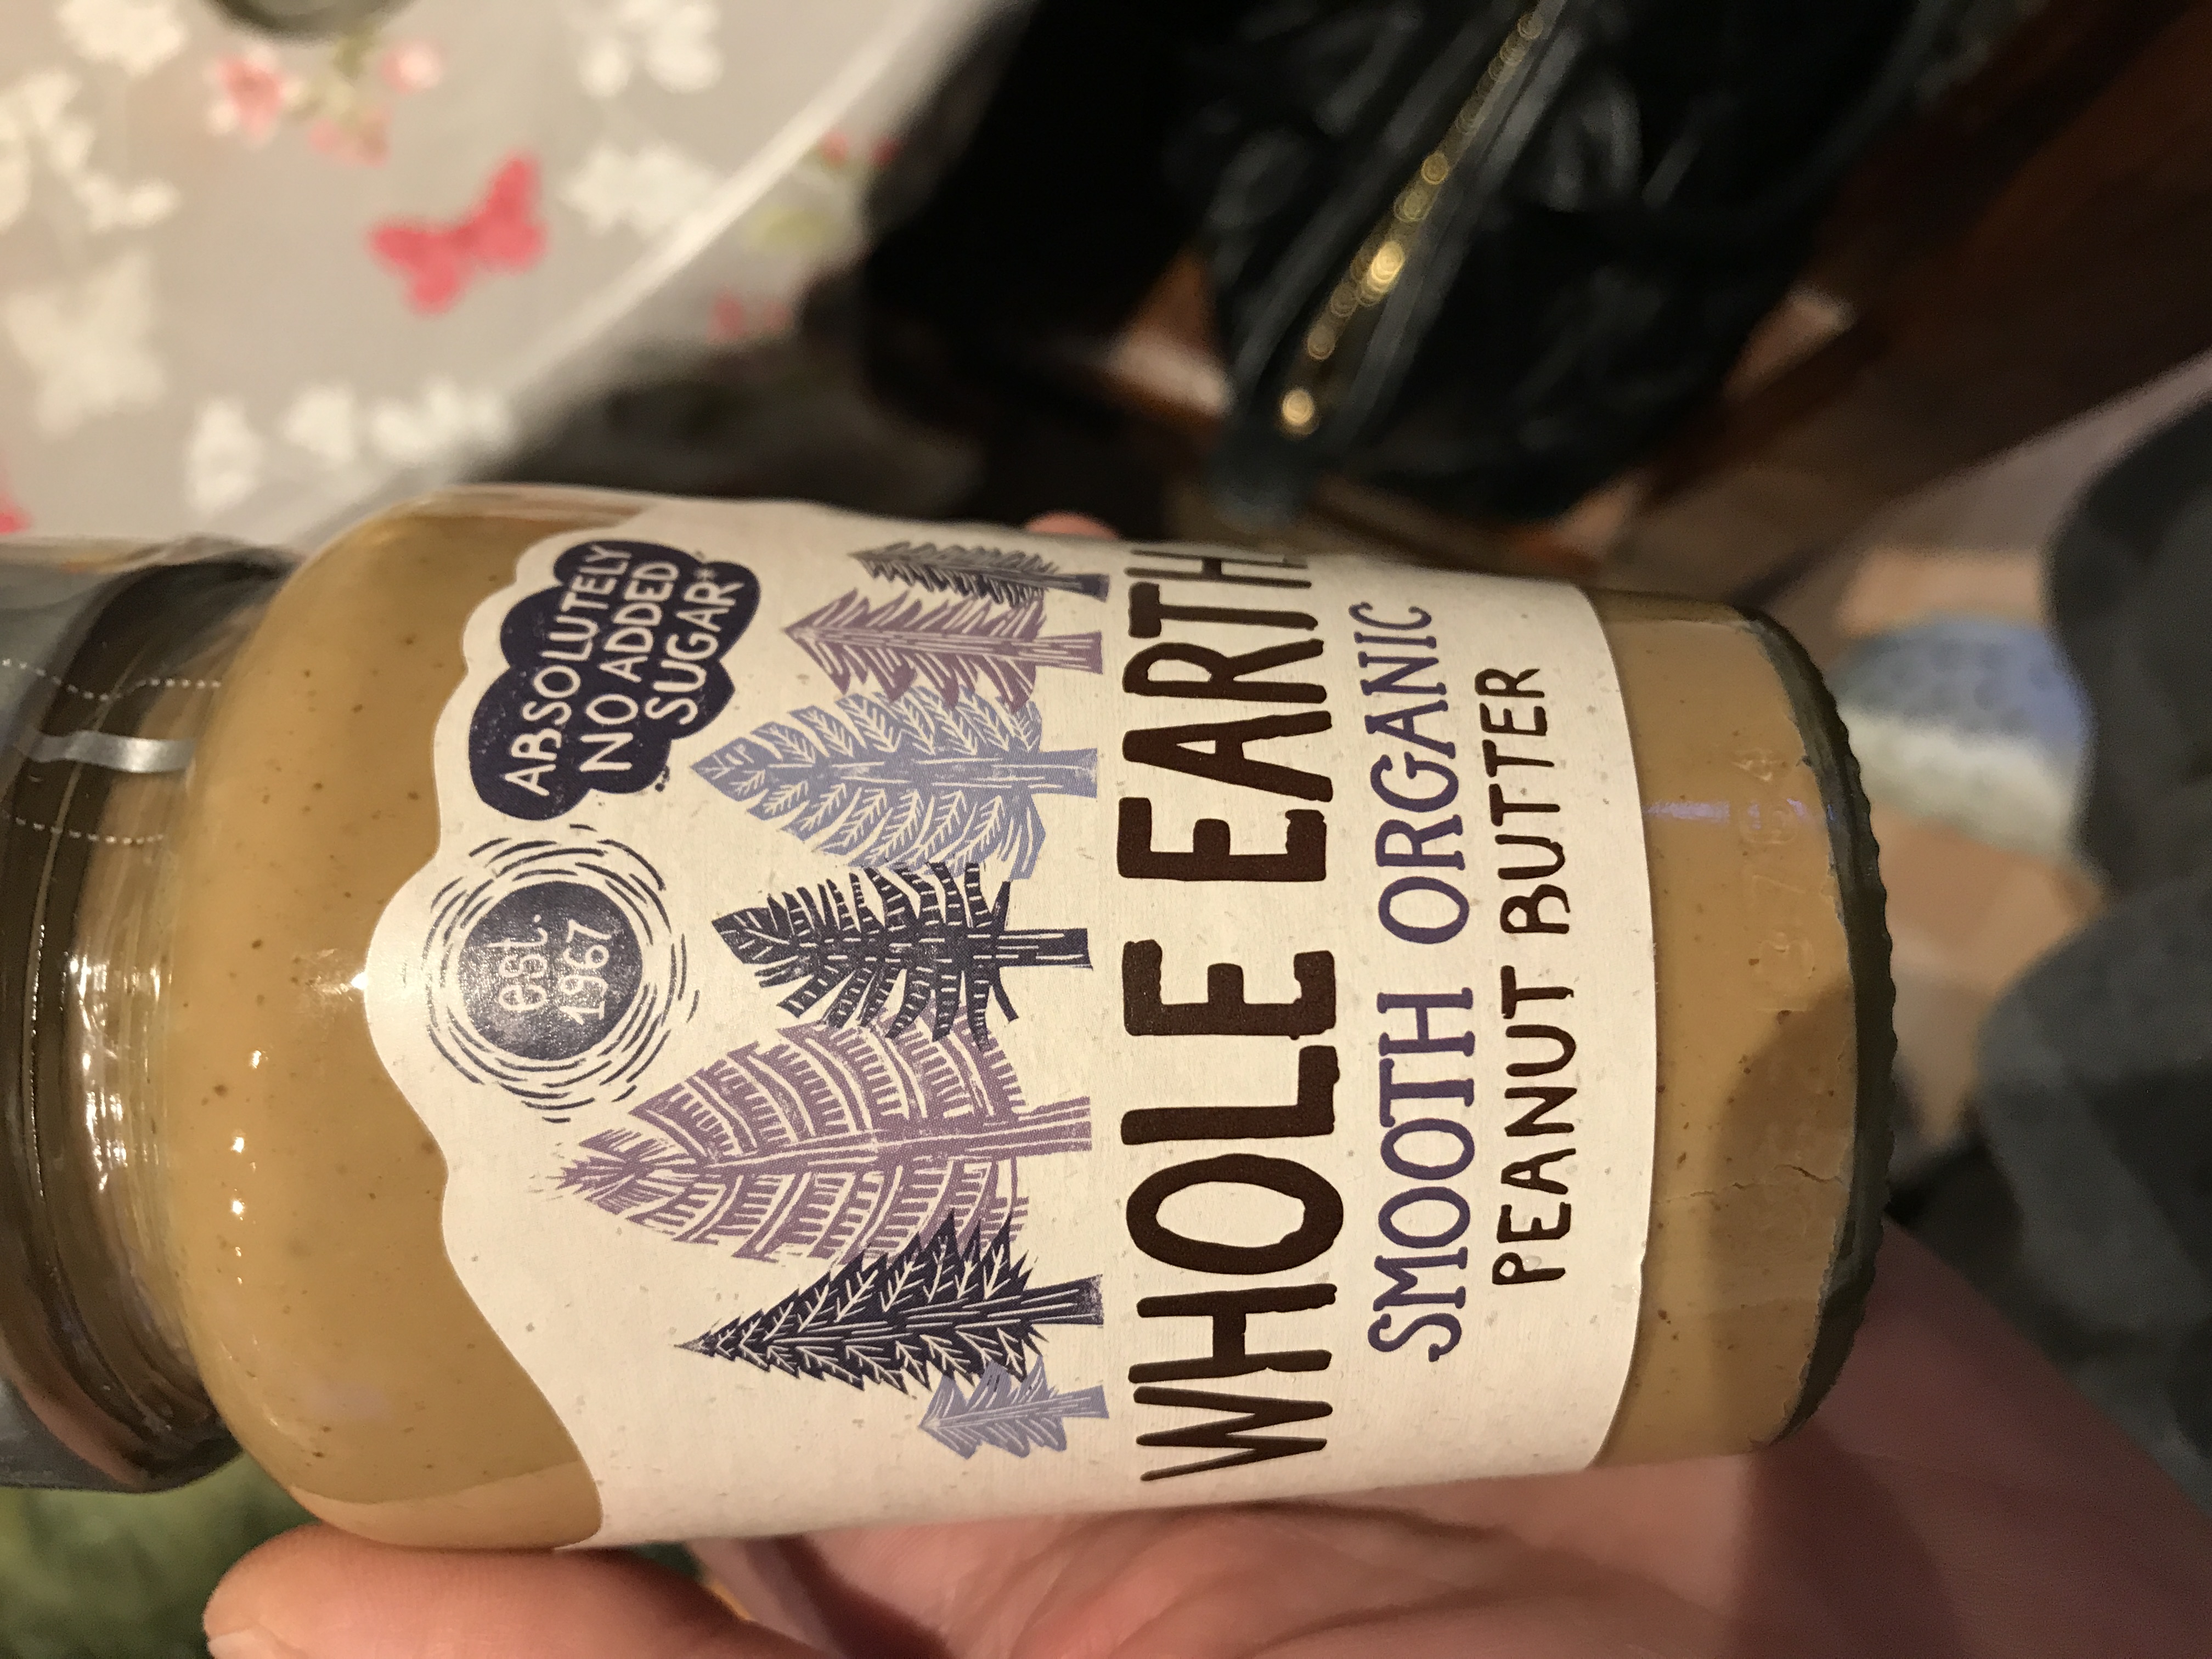 ABSOLUTELY
NO ADDED
SUGAR*
est.
1967
WHOLE EARTH
SMOOTH ORGANIC
PEANUT BUTTER